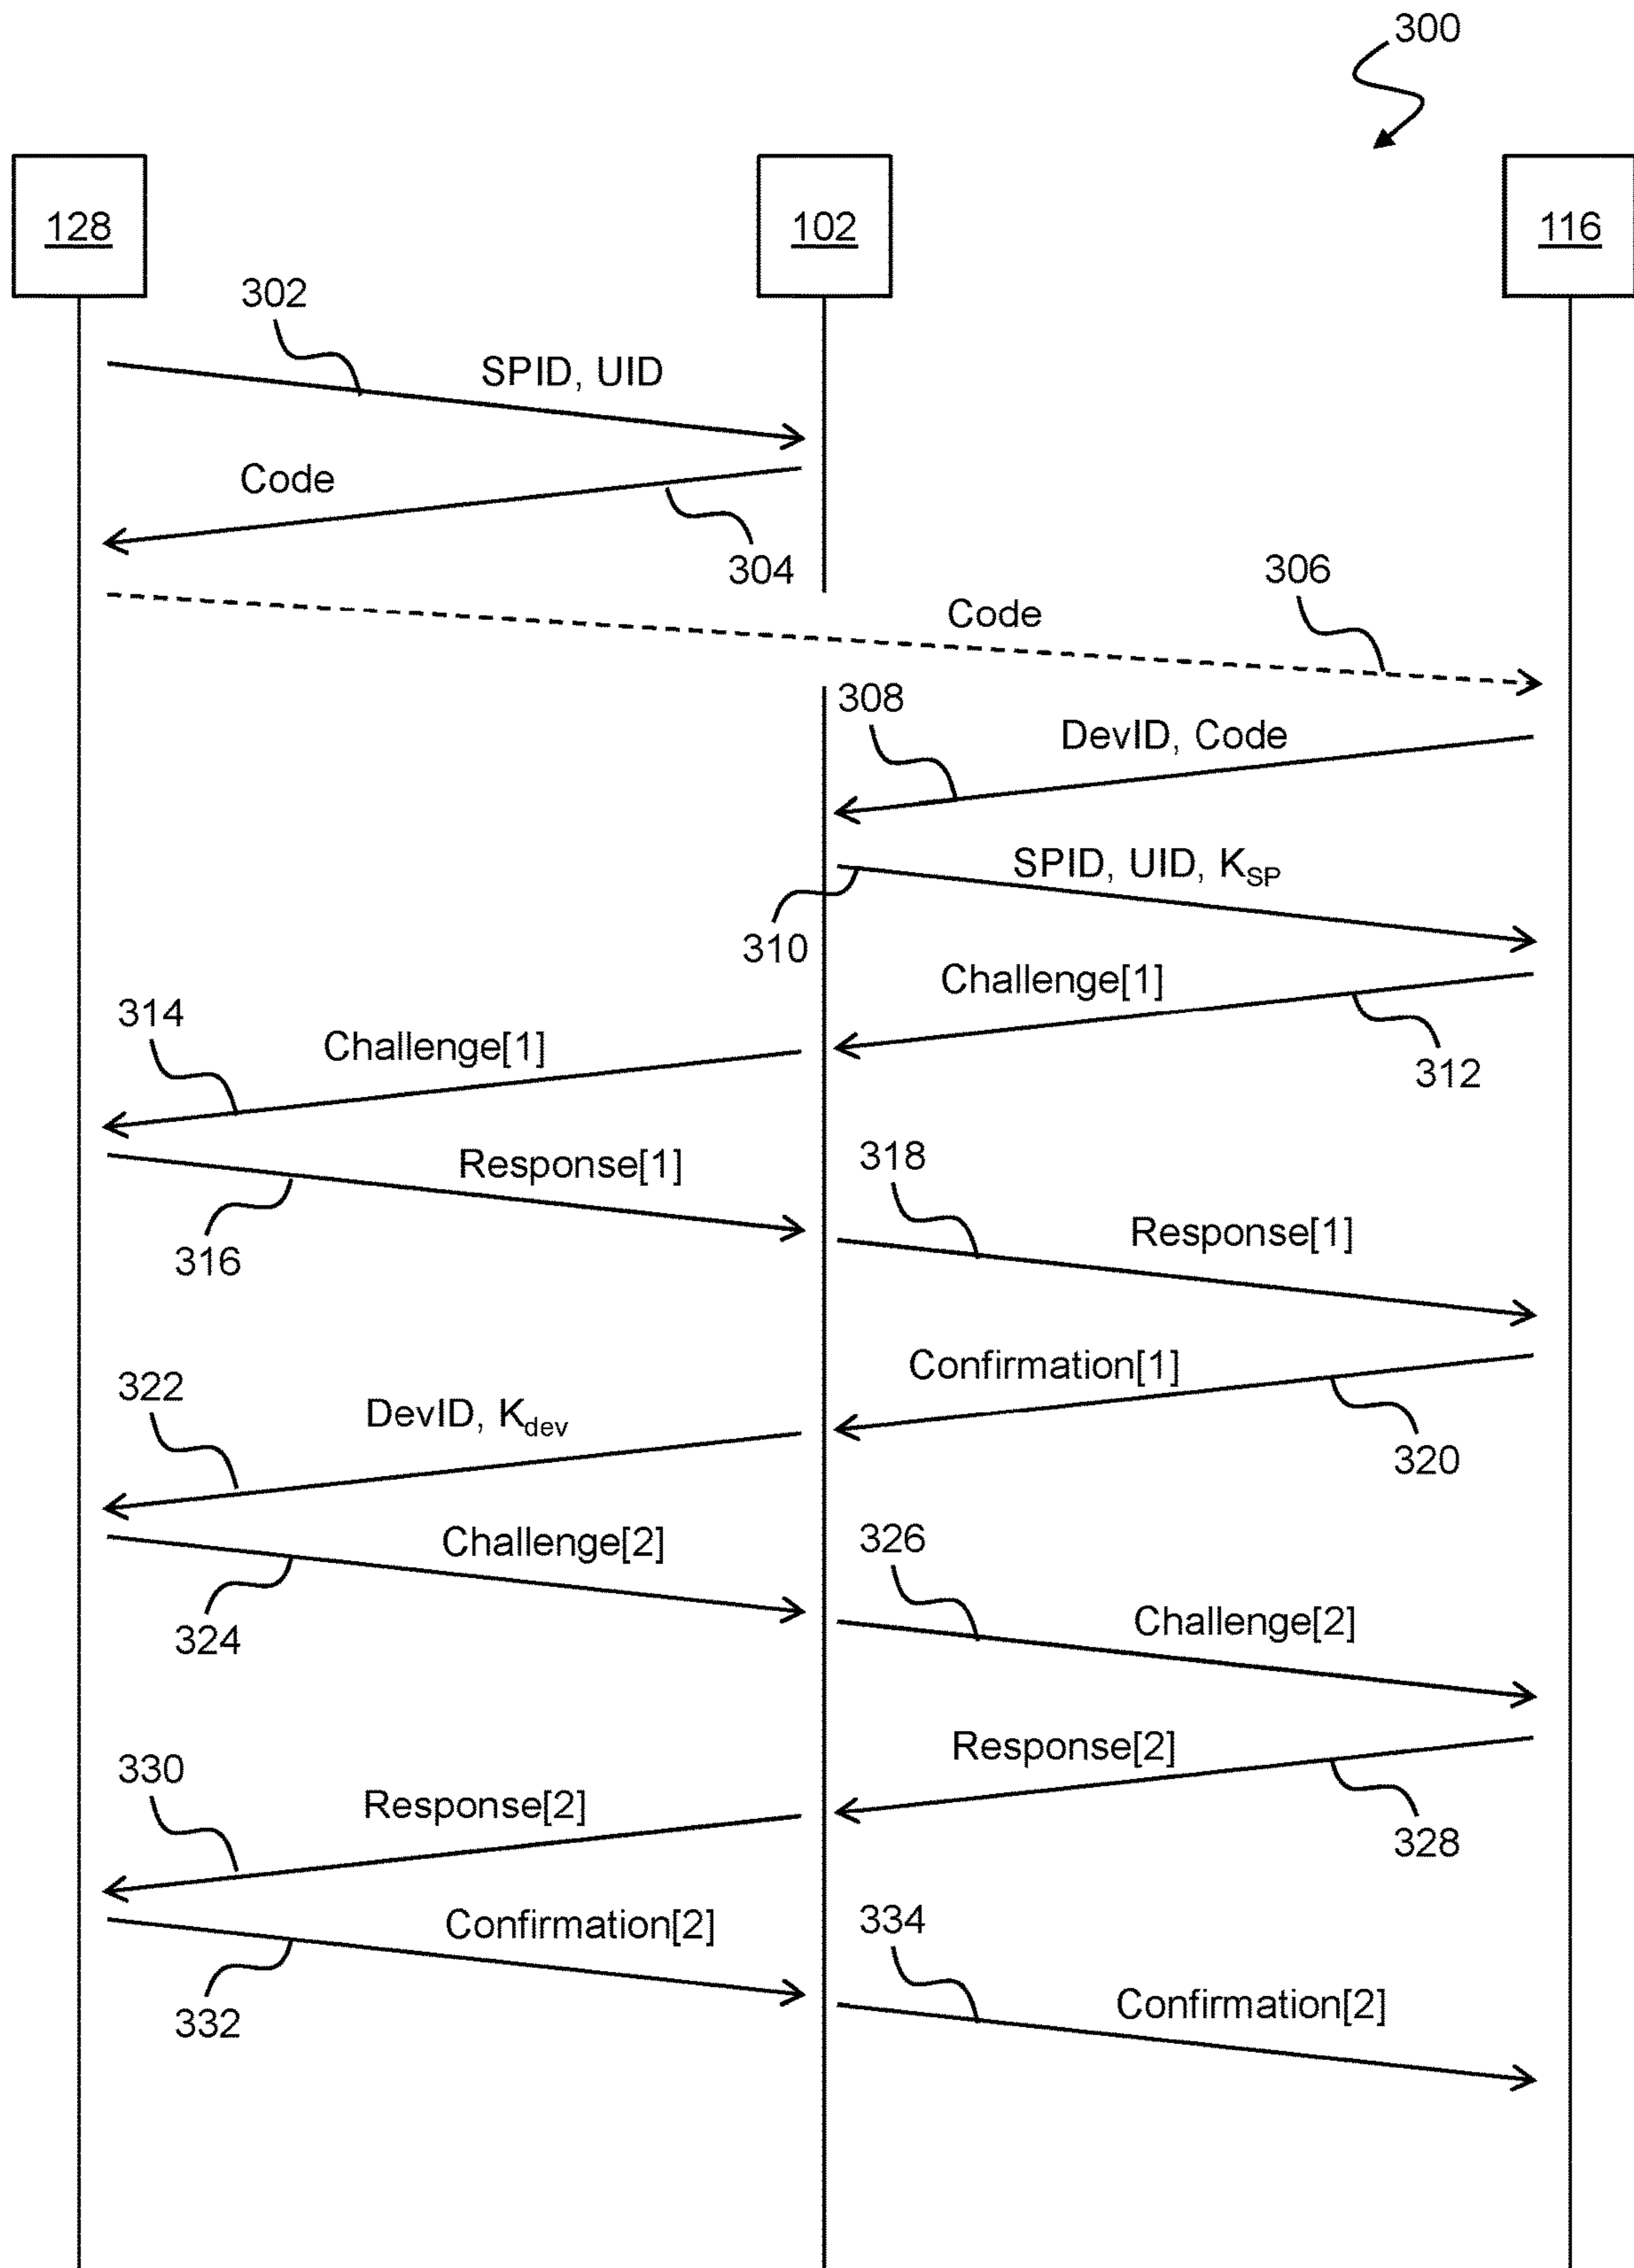 300
128
102
116
302
SPID, UID
Code
304
306
Code
308
DevID, Code
SPID, UID, K_SP
310
Challenge[1]
314
Challenge[1]
312
318
Response[1]
316
Response[1]
Confirmation[1]
322
DevID, K_dev
320
326
Challenge[2]
324
Challenge[2]
Response[2]
330
Response[2]
328
334
Confirmation[2]
332
Confirmation[2]